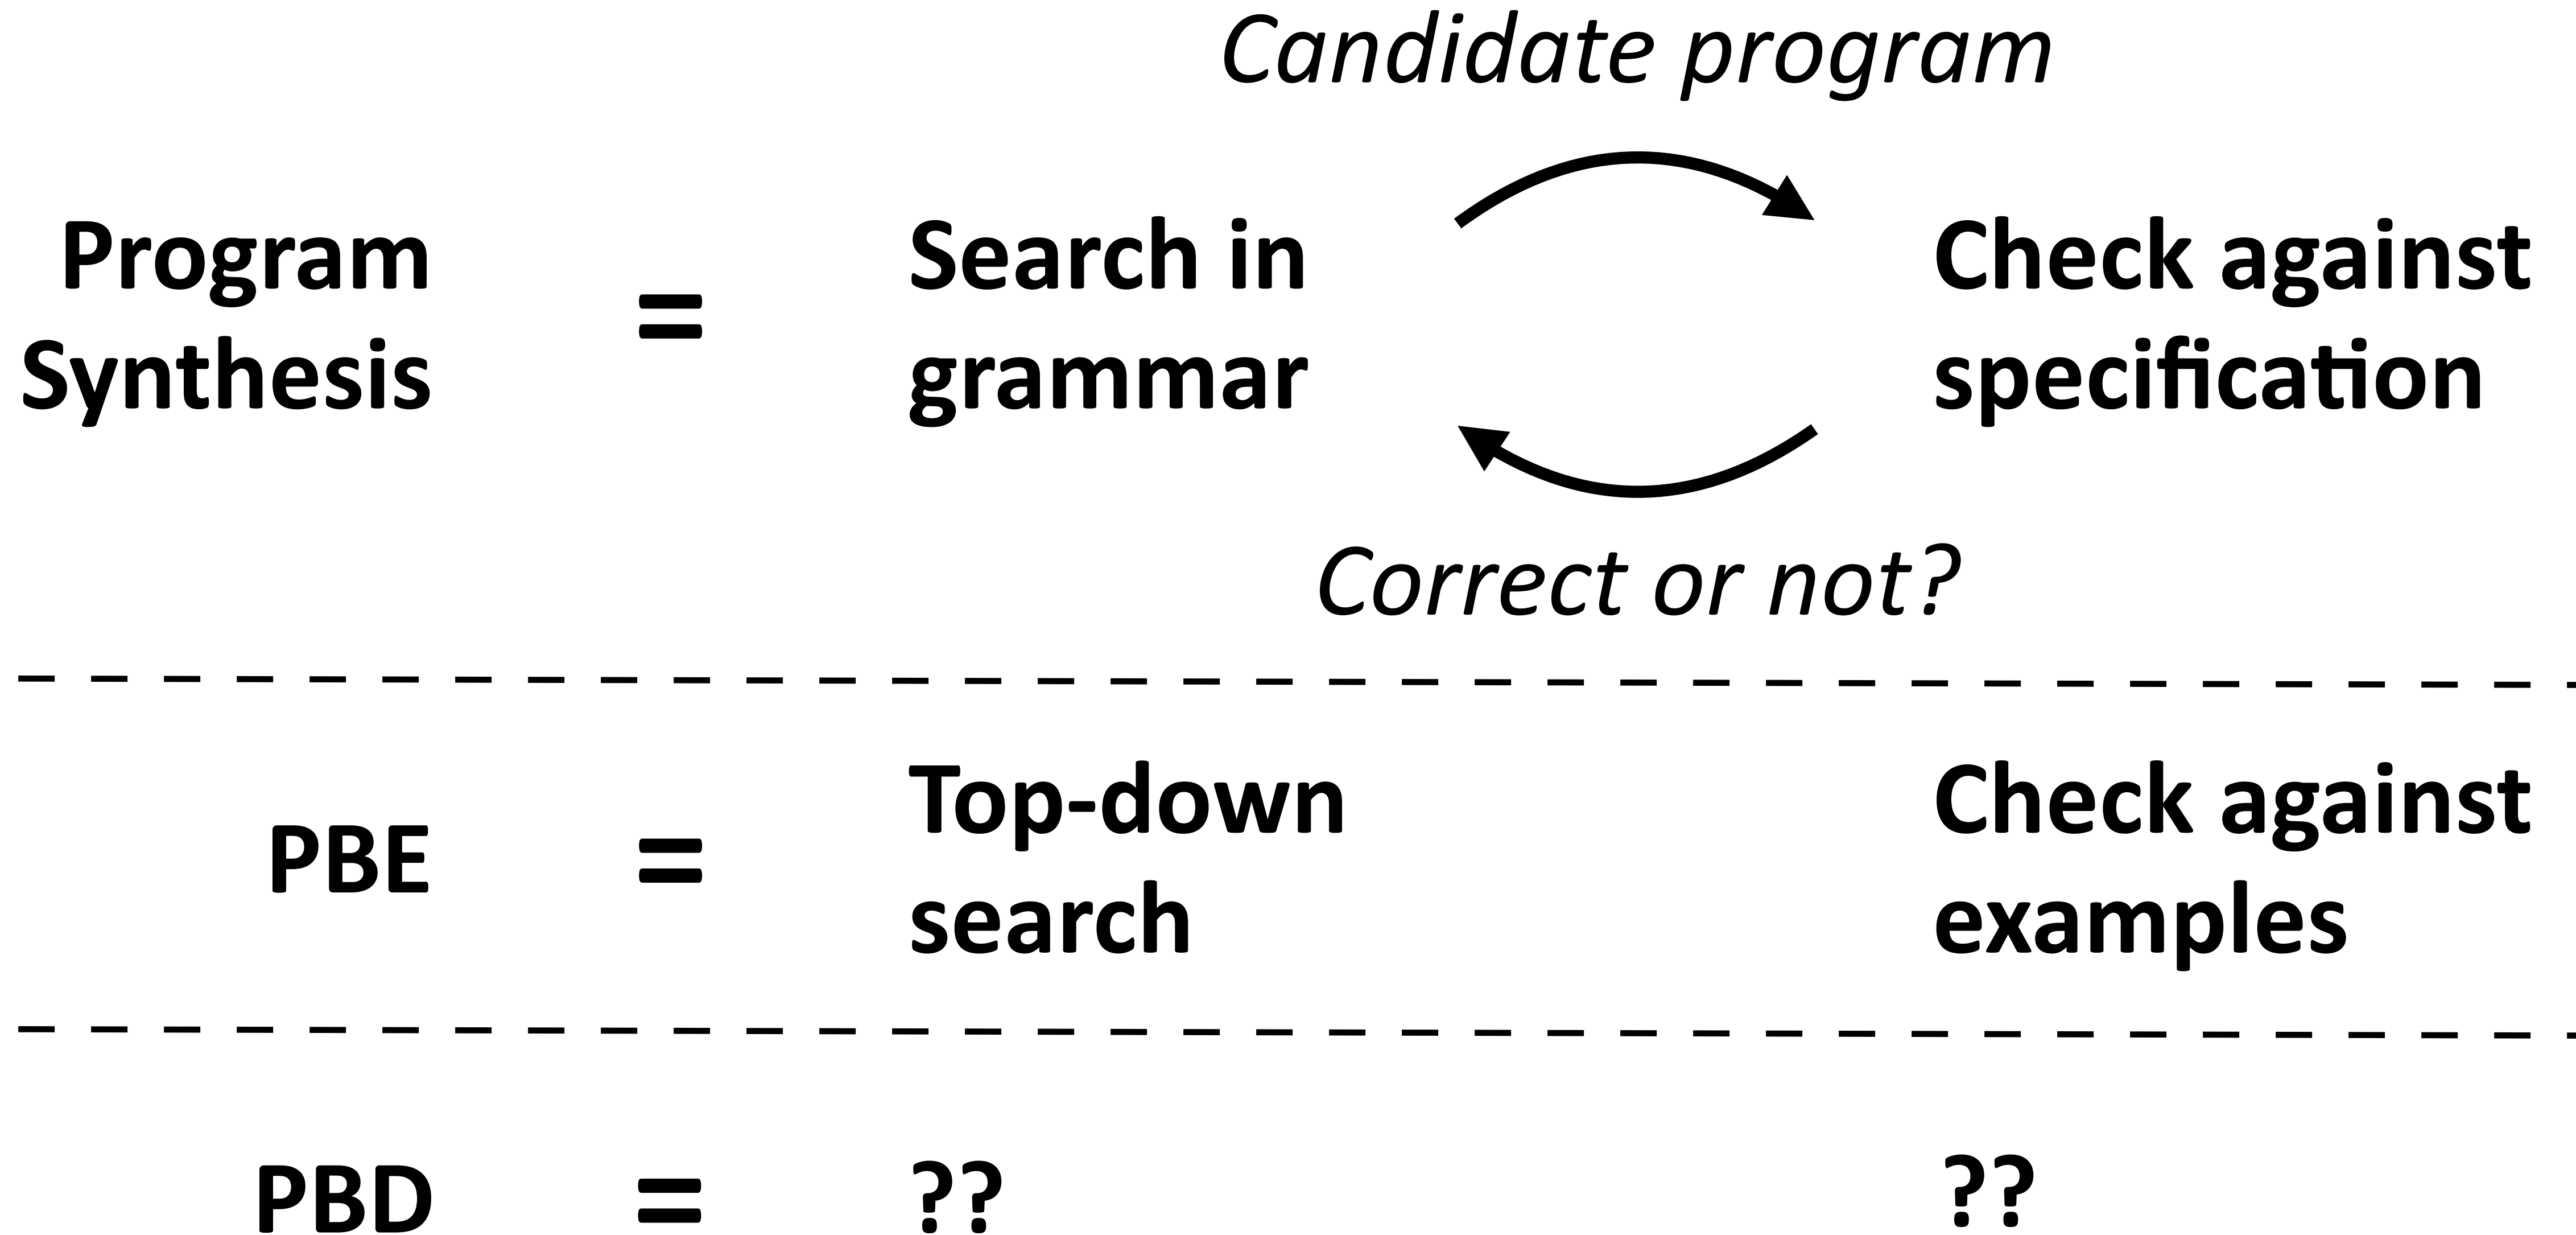 Candidate program
Program
Synthesis
=
Search in
grammar
Check against
specification
Correct or not?
PBE
=
Top-down
search
Check against
examples
PBD
=
??
??